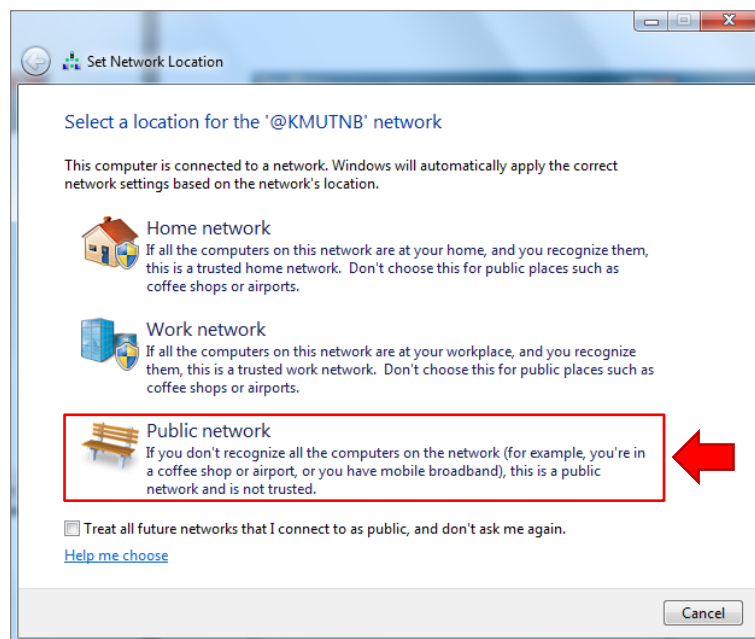 Set Network Location
Select a location for the '@KMUTNB' network
This computer is connected to a network. Windows will automatically apply the correct
network settings based on the network's location.
Home network
If all the computers on this network are at your home, and you recognize them,
this is a trusted home network.  Don't choose this for public places such as
coffee shops or airports.
Work network
If all the computers on this network are at your workplace, and you recognize
them, this is a trusted work network.  Don't choose this for public places such as
coffee shops or airports.
Public network
If you don't recognize all the computers on the network (for example, you're in
a coffee shop or airport, or you have mobile broadband), this is a public
network and is not trusted.
Treat all future networks that I connect to as public, and don't ask me again.
Help me choose
Cancel